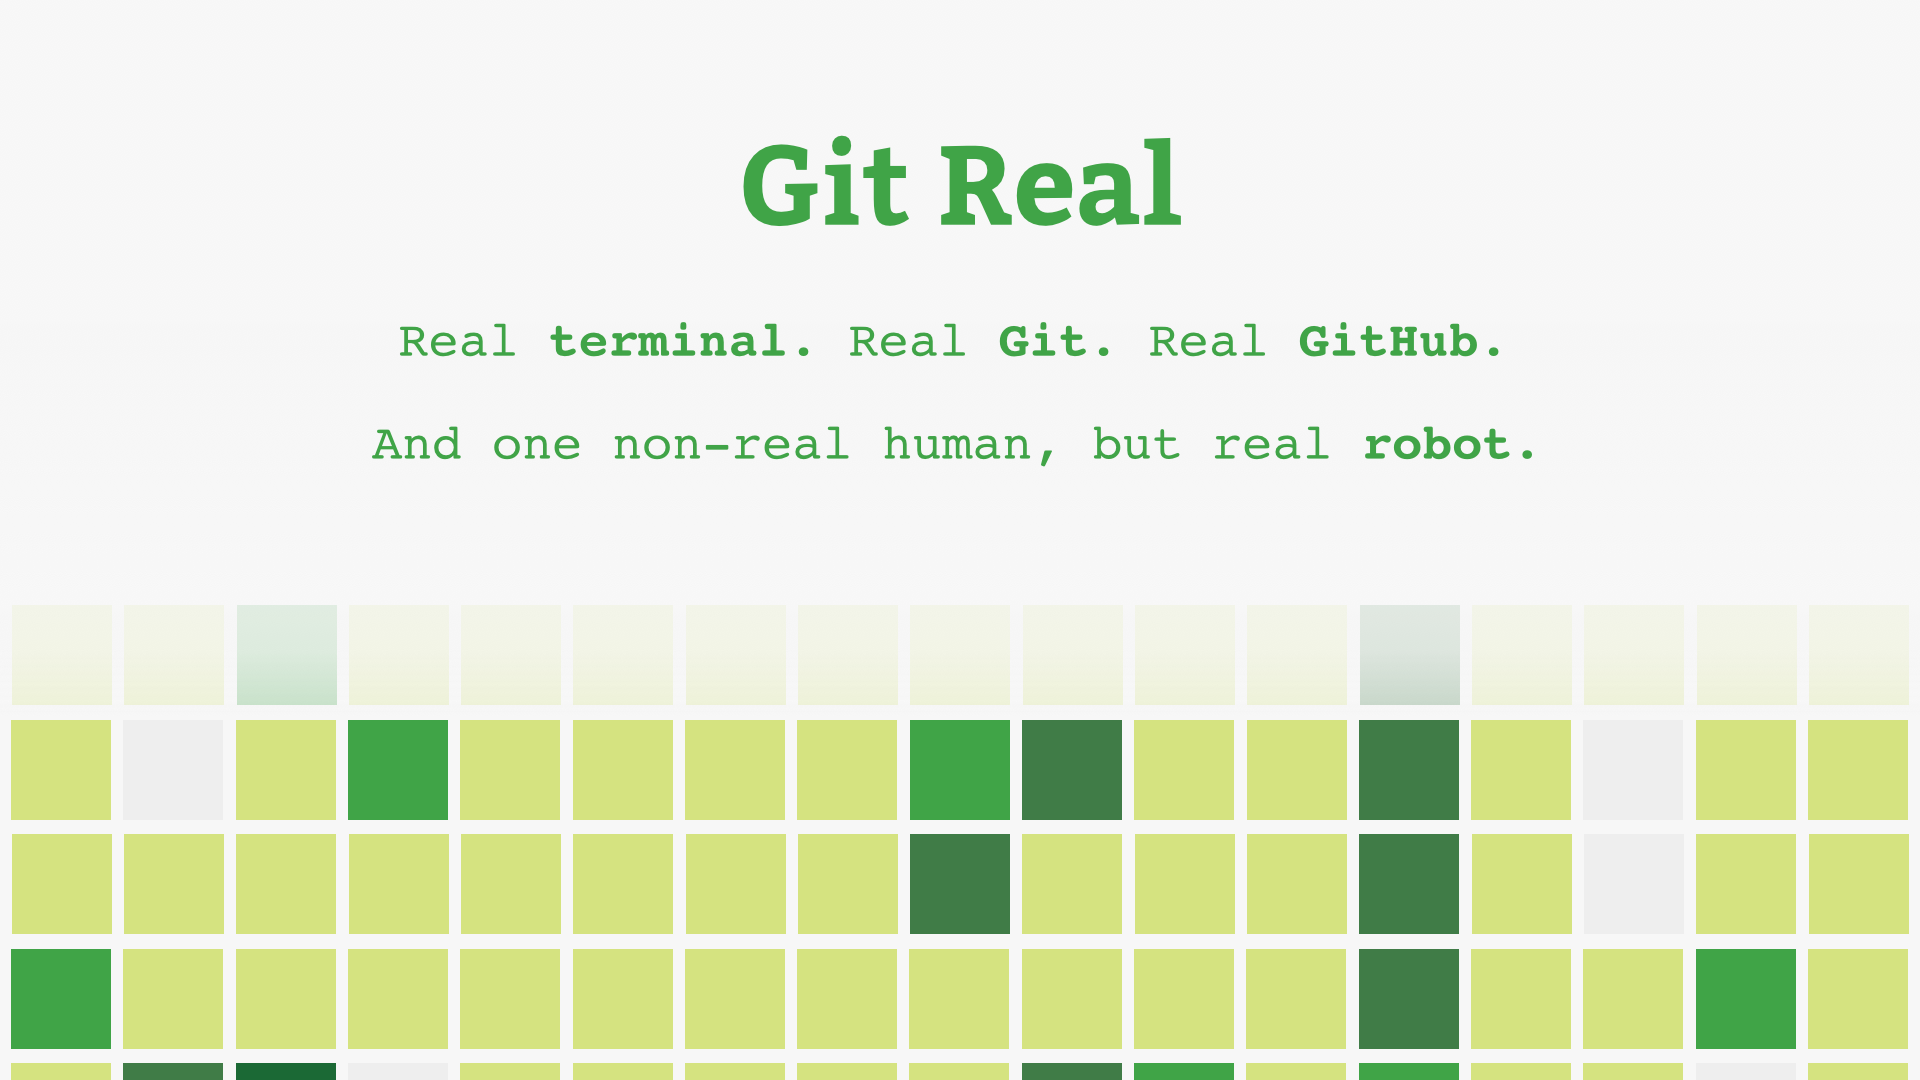 Git Real
Real terminal. Real Git. Real GitHub.
And one non-real human, but real robot.